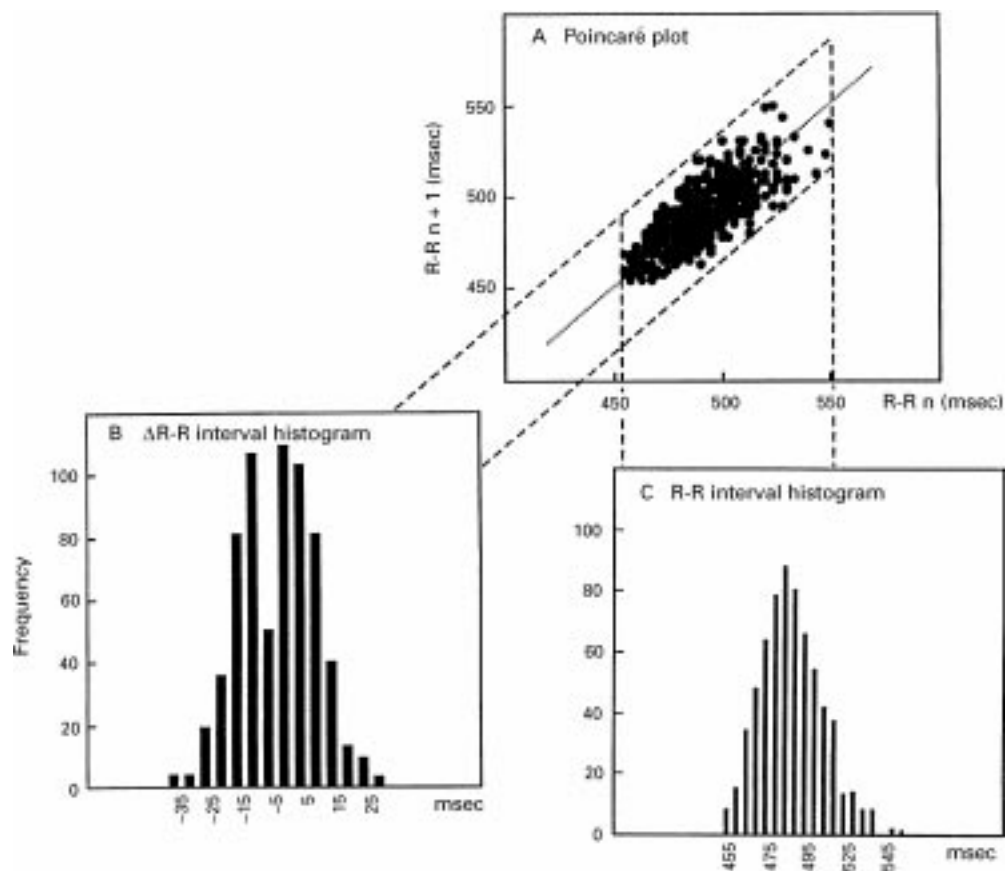 A Poincaré plot
550
500
450
R-R n + 1 (msec)
450 500 550
R-R n (msec)
B ΔR-R interval histogram
100
80
60
40
20
0
Frequency
-35 -25 -15 -5 5 15 25 msec
C R-R interval histogram
100
80
60
40
20
0
455 475 495 525 545 msec